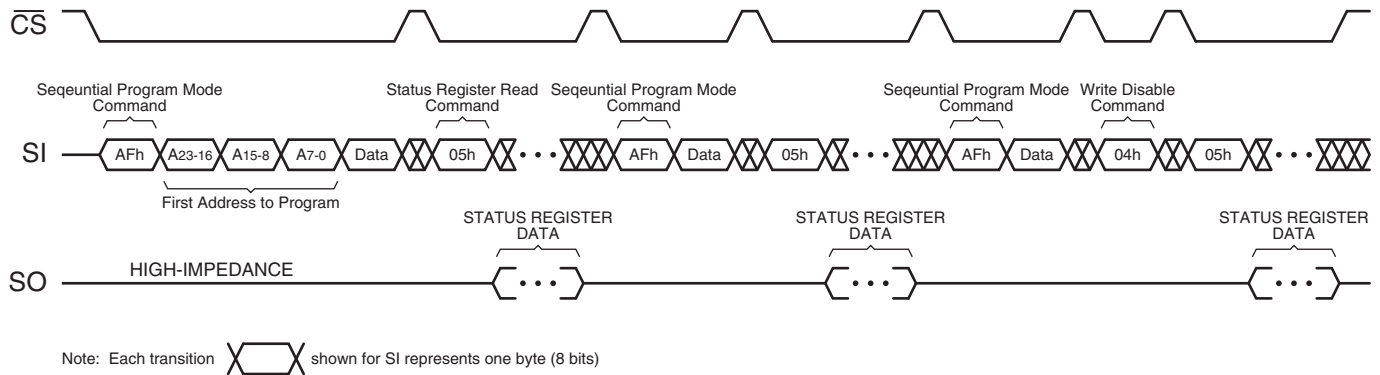 CS
Seqeuntial Program Mode
Command
Status Register Read
Command
Seqeuntial Program Mode
Command
Seqeuntial Program Mode
Command
Write Disable
Command
SI
AFh A23-16 A15-8 A7-0 Data 05h AFh Data 05h AFh Data 04h 05h
First Address to Program
STATUS REGISTER
DATA
STATUS REGISTER
DATA
STATUS REGISTER
DATA
SO
HIGH-IMPEDANCE
Note: Each transition shown for SI represents one byte (8 bits)